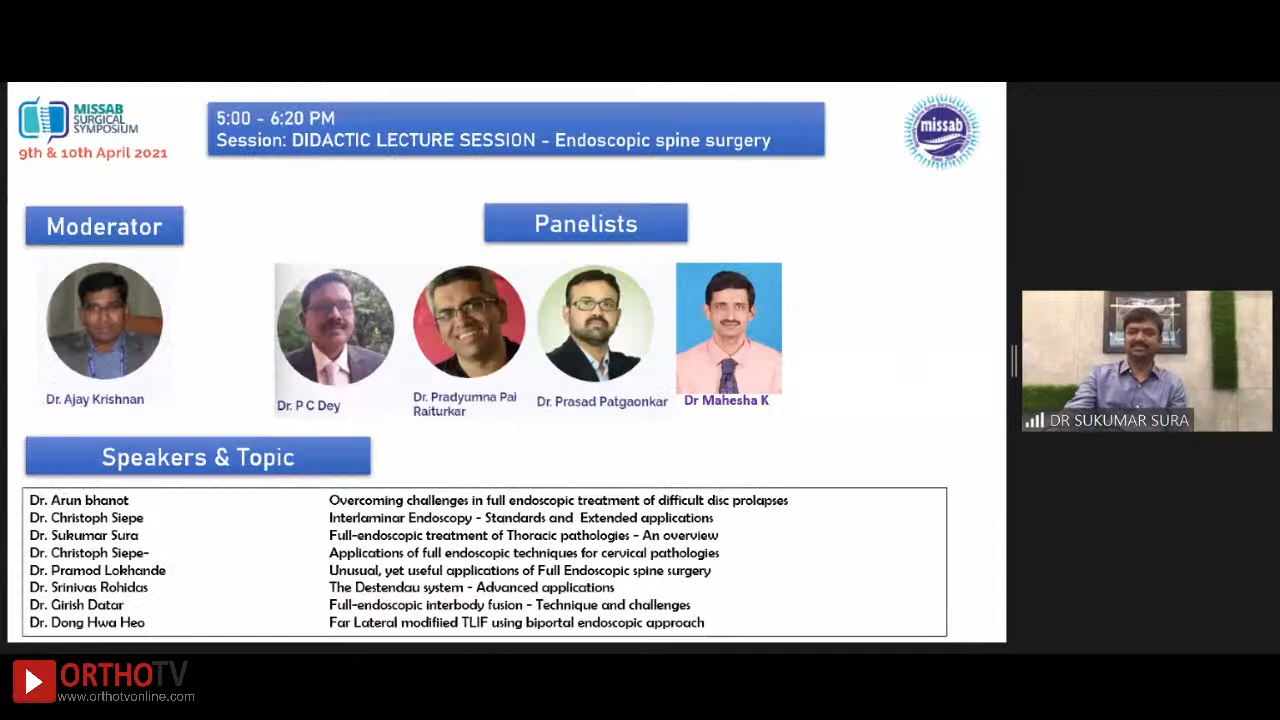 MISSAB
SURGICAL
SYMPOSIUM
9th & 10th April 2021
5:00 - 6:20 PM
Session: DIDACTIC LECTURE SESSION - Endoscopic spine surgery
missab
Moderator
Panelists
Dr. Ajay Krishnan
Dr. P C Dey
Dr. Pradyumna Pai
Raiturkar
Dr. Prasad Patgaonkar
Dr Mahesha K
DR SUKUMAR SURA
Speakers & Topic
Dr. Arun bhanot Overcoming challenges in full endoscopic treatment of difficult disc prolapses
Dr. Christoph Siepe Interlaminar Endoscopy - Standards and Extended applications
Dr. Sukumar Sura Full-endoscopic treatment of Thoracic pathologies - An overview
Dr. Christoph Siepe- Applications of full endoscopic techniques for cervical pathologies
Dr. Pramod Lokhande Unusual, yet useful applications of Full Endoscopic spine surgery
Dr. Srinivas Rohidas The Destendau system - Advanced applications
Dr. Girish Datar Full-endoscopic interbody fusion - Technique and challenges
Dr. Dong Hwa Heo Far Lateral modifiied TLIF using biportal endoscopic approach
ORTHOTV
www.orthotvonline.com